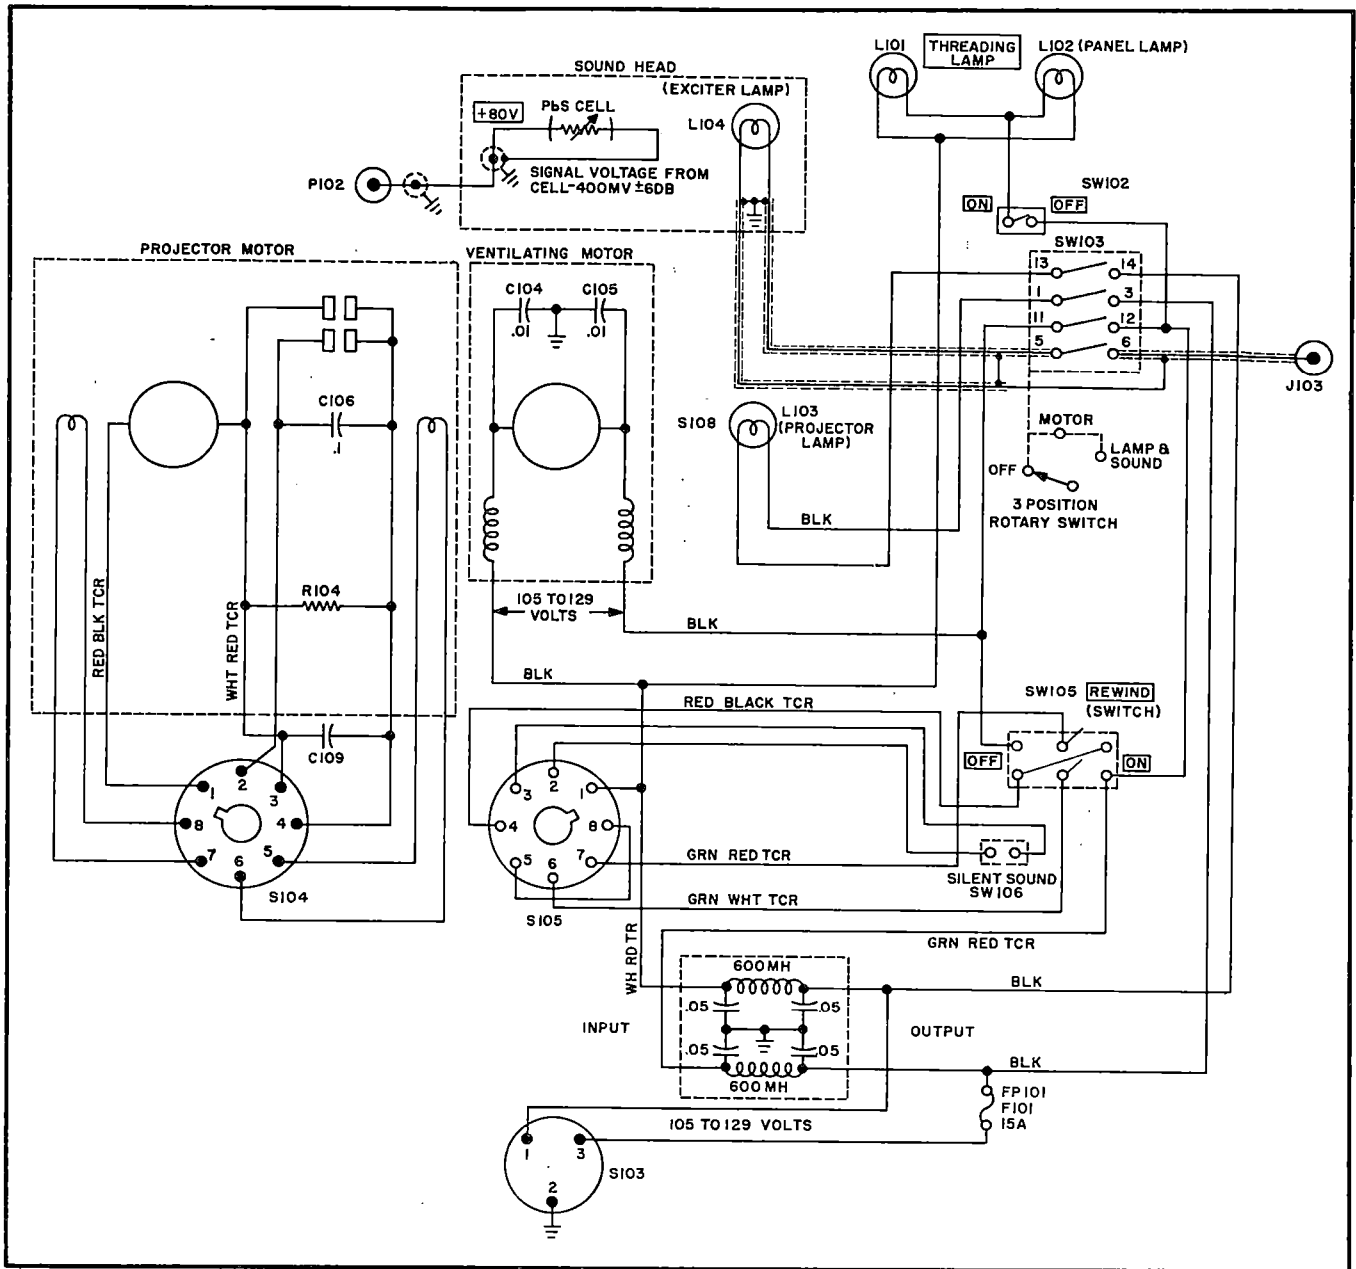 L101
THREADING
LAMP
L102 (PANEL LAMP)
SOUND HEAD
(EXCITER LAMP)
+80V
PbS CELL
L104
P102
SIGNAL VOLTAGE FROM
CELL-400MV ±6DB
SW102
ON
OFF
SW103
13
14
1
3
11
12
5
6
J103
PROJECTOR MOTOR
VENTILATING MOTOR
C104
C105
.01
.01
C106
.1
S108
L103
(PROJECTOR
LAMP)
MOTOR
LAMP &
SOUND
OFF
3 POSITION
ROTARY SWITCH
BLK
R104
RED BLK TCR
WHT RED TCR
105 TO 129
VOLTS
BLK
BLK
RED BLACK TCR
SW105
REWIND
(SWITCH)
OFF
ON
C109
1
2
3
4
5
6
7
8
S104
1
2
3
4
5
6
7
8
S105
GRN RED TCR
SILENT SOUND
SW106
GRN WHT TCR
GRN RED TCR
WH RD TR
600MH
.05
.05
BLK
INPUT
OUTPUT
.05
.05
600MH
BLK
FP101
F101
15A
105 TO 129 VOLTS
1
3
2
S103